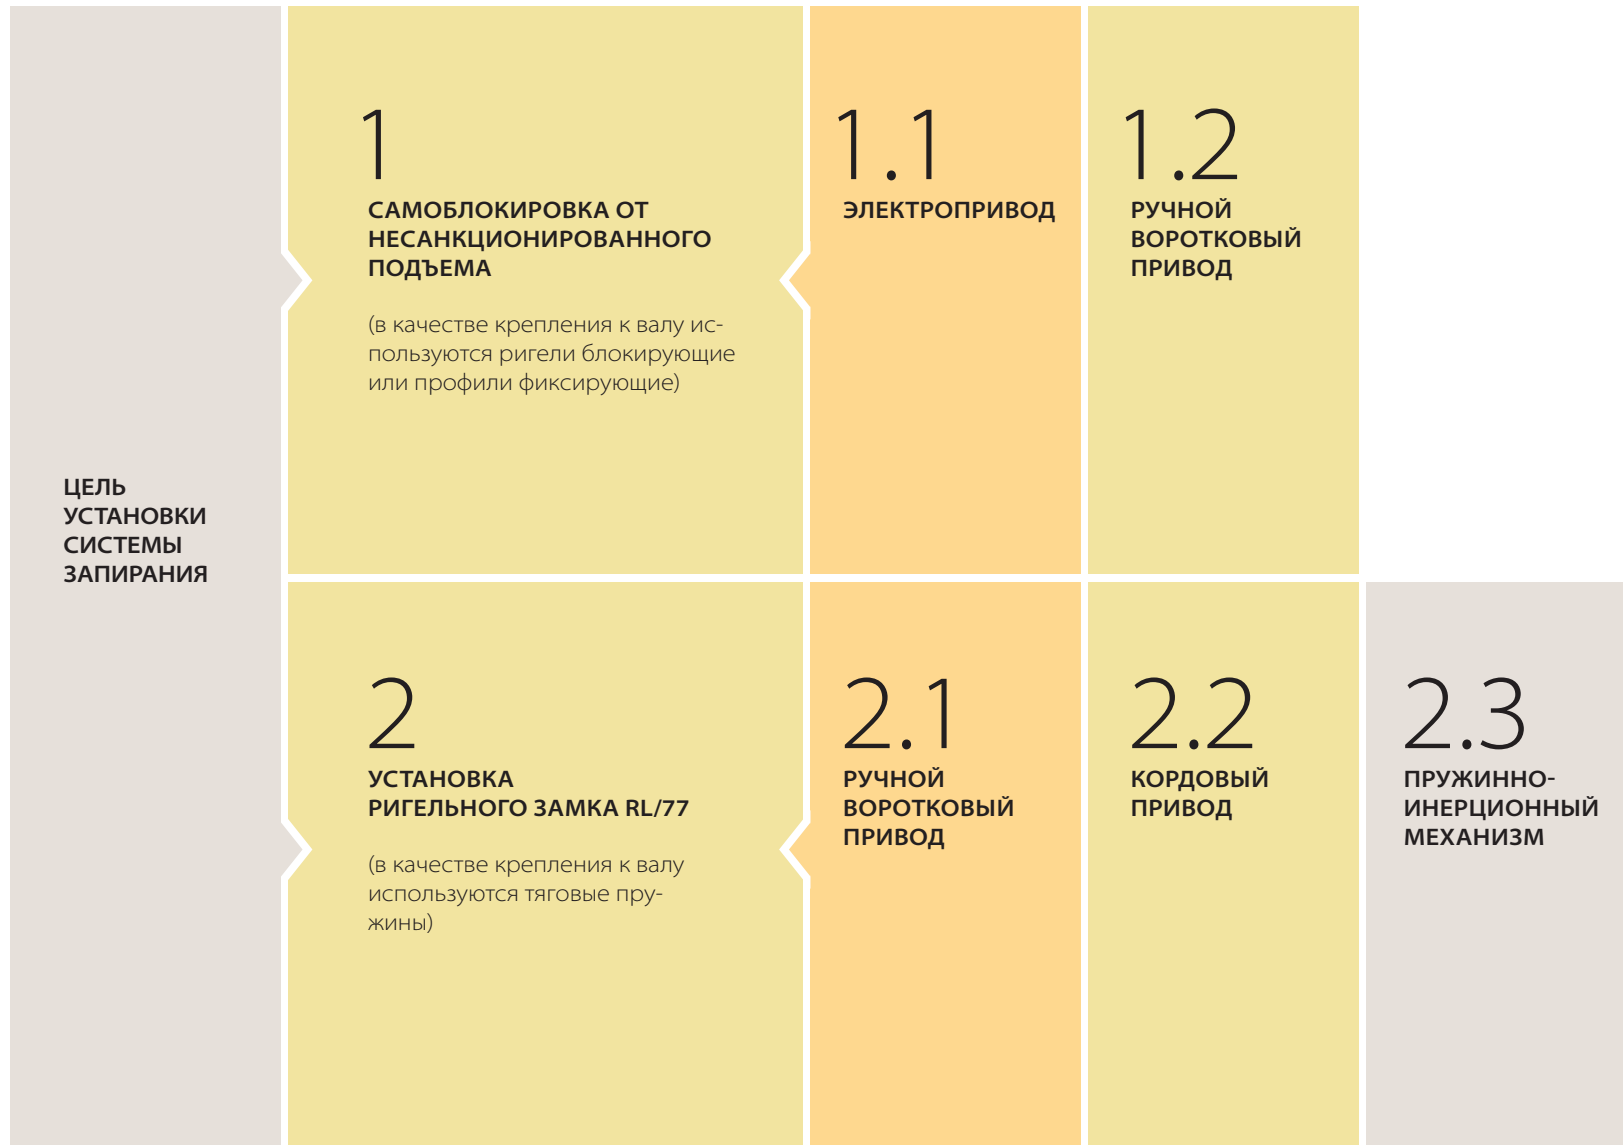 ЦЕЛЬ
УСТАНОВКИ
СИСТЕМЫ
ЗАПИРАНИЯ
1
САМОБЛОКИРОВКА ОТ
НЕСАНКЦИОНИРОВАННОГО
ПОДЪЕМА
(в качестве крепления к валу ис-
пользуются ригели блокирующие
или профили фиксирующие)
1.1
ЭЛЕКТРОПРИВОД
1.2
РУЧНОЙ
ВОРОТКОВЫЙ
ПРИВОД
2
УСТАНОВКА
РИГЕЛЬНОГО ЗАМКА RL/77
(в качестве крепления к валу
используются тяговые пру-
жины)
2.1
РУЧНОЙ
ВОРОТКОВЫЙ
ПРИВОД
2.2
КОРДОВЫЙ
ПРИВОД
2.3
ПРУЖИННО-
ИНЕРЦИОННЫЙ
МЕХАНИЗМ